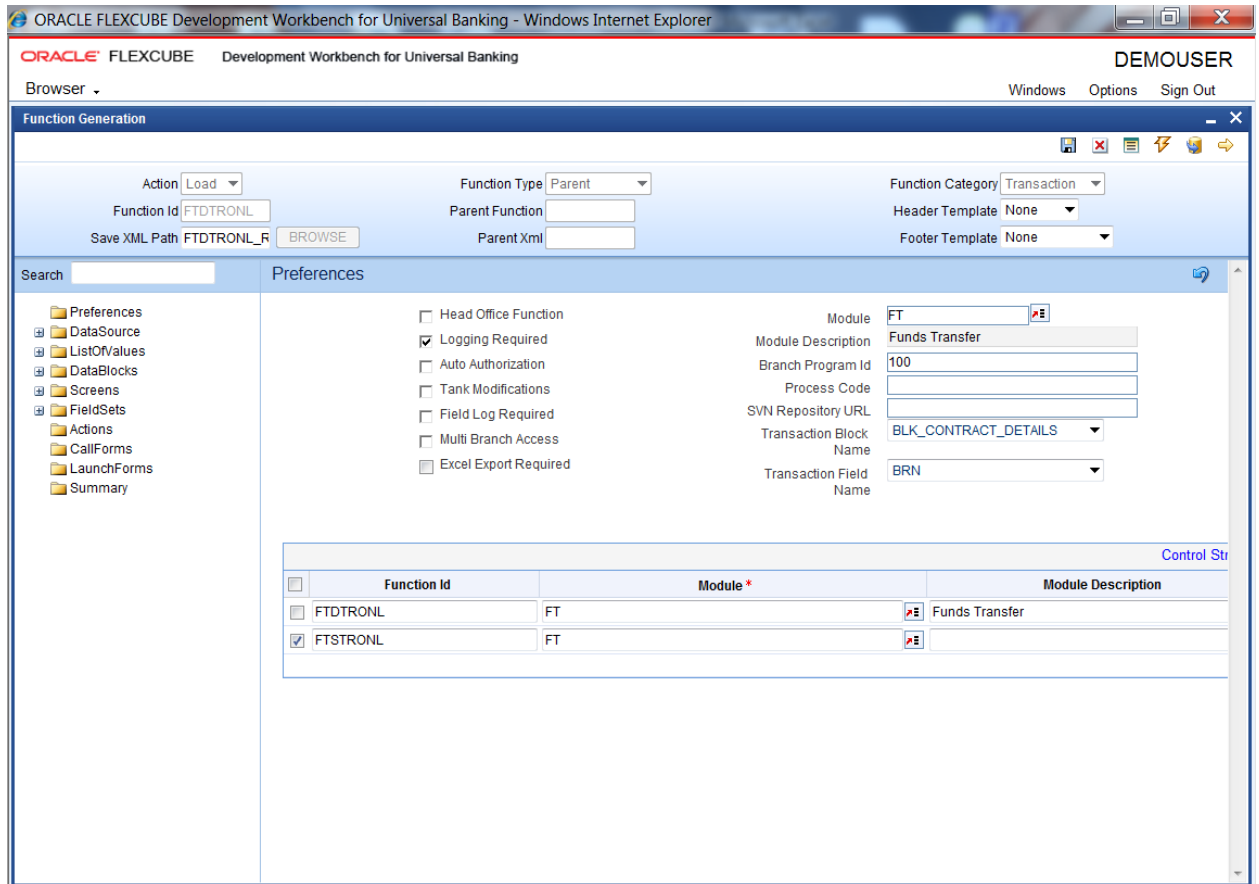 ORACLE FLEXCUBE Development Workbench for Universal Banking - Windows Internet Explorer
ORACLE FLEXCUBE Development Workbench for Universal Banking DEMOUSER
Browser Windows Options Sign Out
Function Generation
Action Load Function Type Parent Function Category Transaction
Function Id FTDTRONL Parent Function Header Template None
Save XML Path FTDTRONL_R BROWSE Parent Xml Footer Template None
Search Preferences
Preferences
DataSource
ListOfValues
DataBlocks
Screens
FieldSets
Actions
CallForms
LaunchForms
Summary
Head Office Function
Logging Required
Auto Authorization
Tank Modifications
Field Log Required
Multi Branch Access
Excel Export Required
Module FT
Module Description Funds Transfer
Branch Program Id 100
Process Code
SVN Repository URL
Transaction Block Name BLK_CONTRACT_DETAILS
Transaction Field Name BRN
Control Str
Function Id Module * Module Description
FTDTRONL FT Funds Transfer
FTSTRONL FT